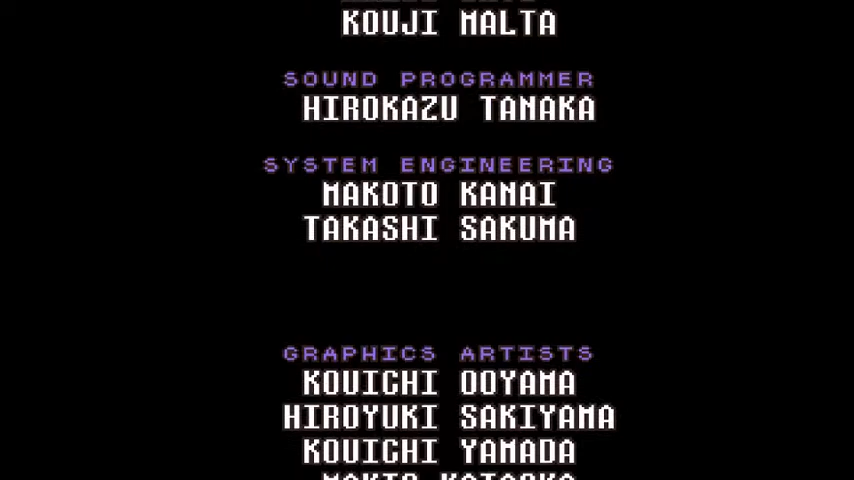 KOUJI MALTA
SOUND PROGRAMMER
HIROKAZU TANAKA
SYSTEM ENGINEERING
MAKOTO KANAI
TAKASHI SAKUMA
GRAPHICS ARTISTS
KOUICHI OOYAMA
HIROYUKI SAKIYAMA
KOUICHI YAMADA